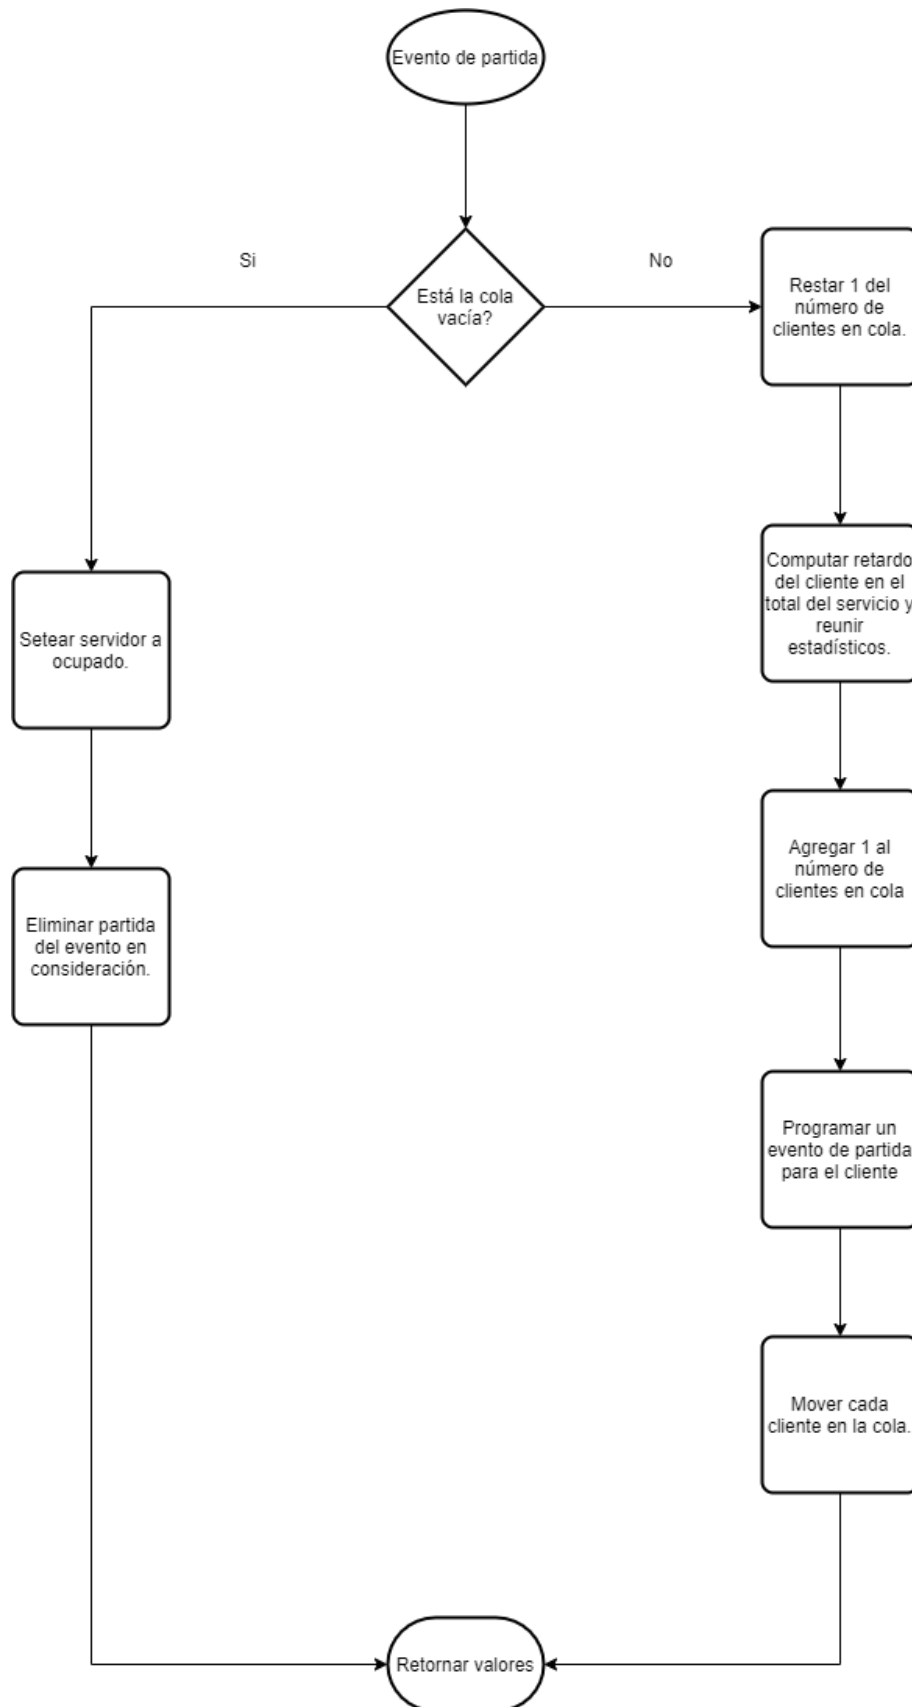 Evento de partida
Si
No
Está la cola
vacía?
Restar 1 del
número de
clientes en cola.
Computar retardo
del cliente en el
total del servicio y
reunir
estadísticos.
Setear servidor a
ocupado.
Agregar 1 al
número de
clientes en cola
Eliminar partida
del evento en
consideración.
Programar un
evento de partida
para el cliente
Mover cada
cliente en la cola.
Retornar valores